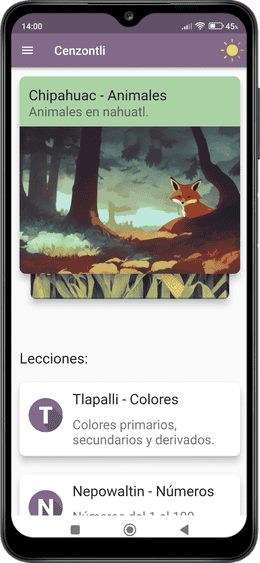 14:00
45%
Cenzontli
Chipahuac - Animales
Animales en nahuatl.
Lecciones:
T
Tlapalli - Colores
Colores primarios,
secundarios y derivados.
N
Nepowaltin - Números
Números del 1 al 100